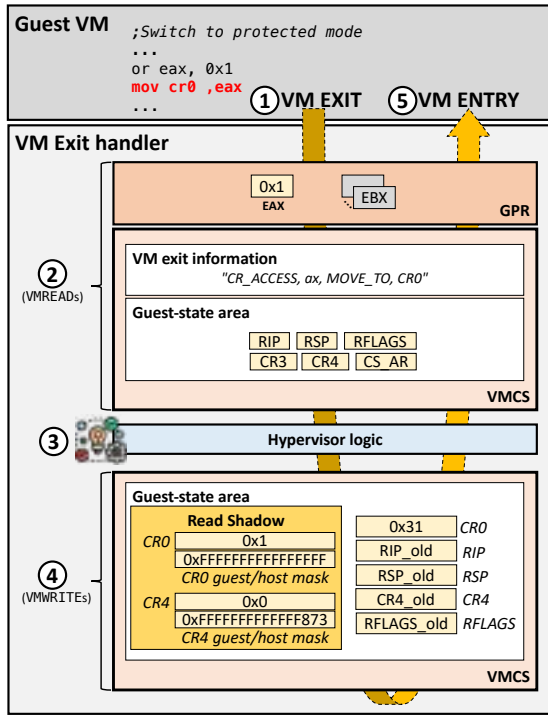 Guest VM
;Switch to protected mode
...
or eax, 0x1
mov cr0 ,eax
...
1 VM EXIT
5 VM ENTRY
VM Exit handler
0x1
EAX
EBX
GPR
2
(VMREADs)
VM exit information
"CR_ACCESS, ax, MOVE_TO, CR0"
Guest-state area
RIP RSP RFLAGS
CR3 CR4 CS_AR
VMCS
3
Hypervisor logic
4
(VMWRITEs)
Guest-state area
Read Shadow
CR0 0x1
0xFFFFFFFFFFFFFFFF
CR0 guest/host mask
CR4 0x0
0xFFFFFFFFFFFFF873
CR4 guest/host mask
0x31 CR0
RIP_old RIP
RSP_old RSP
CR4_old CR4
RFLAGS_old RFLAGS
VMCS